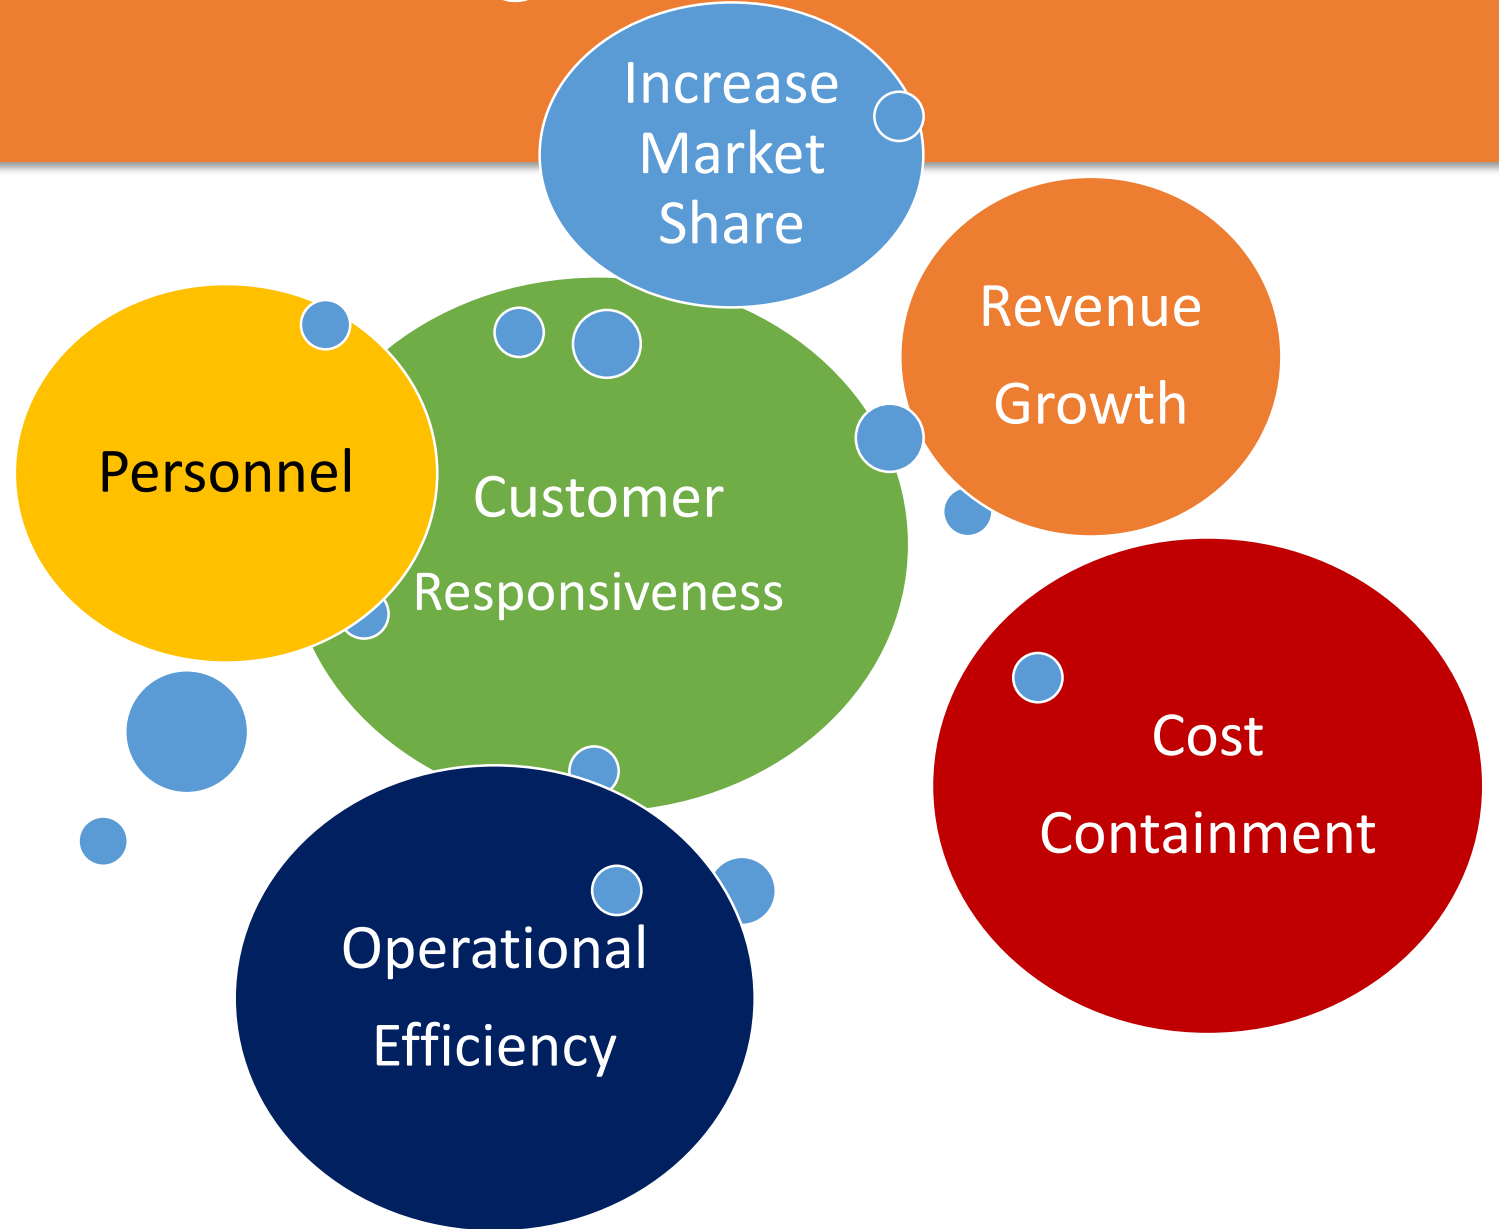 Increase
Market
Share
Revenue
Growth
Personnel
Customer
Responsiveness
Cost
Containment
Operational
Efficiency